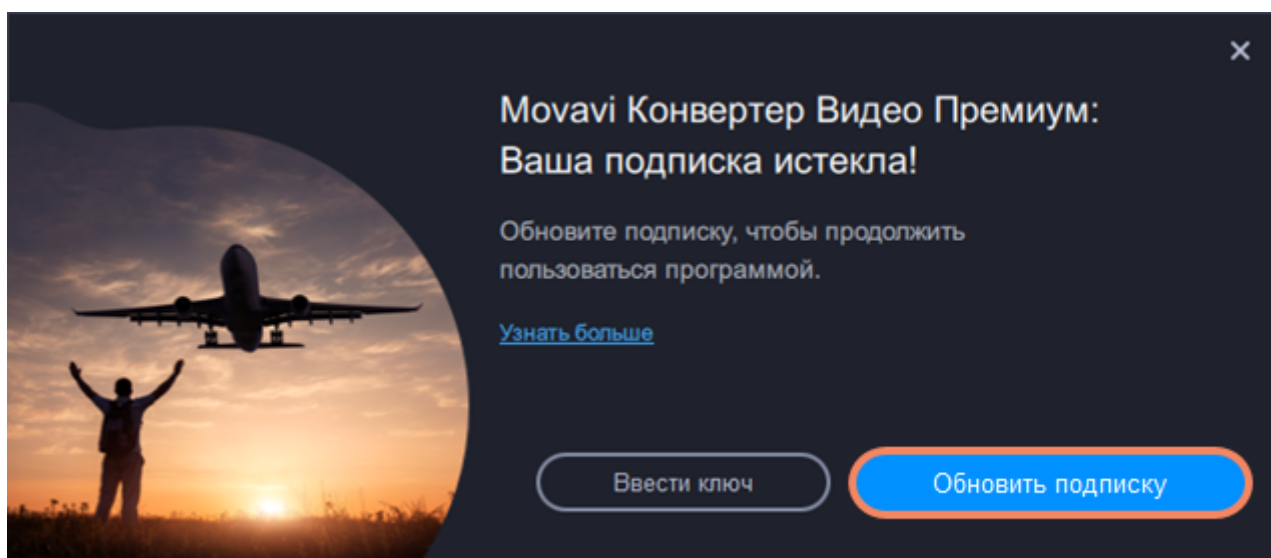 Movavi Конвертер Видео Премиум:
Ваша подписка истекла!
Обновите подписку, чтобы продолжить
пользоваться программой.
Узнать больше
Ввести ключ
Обновить подписку